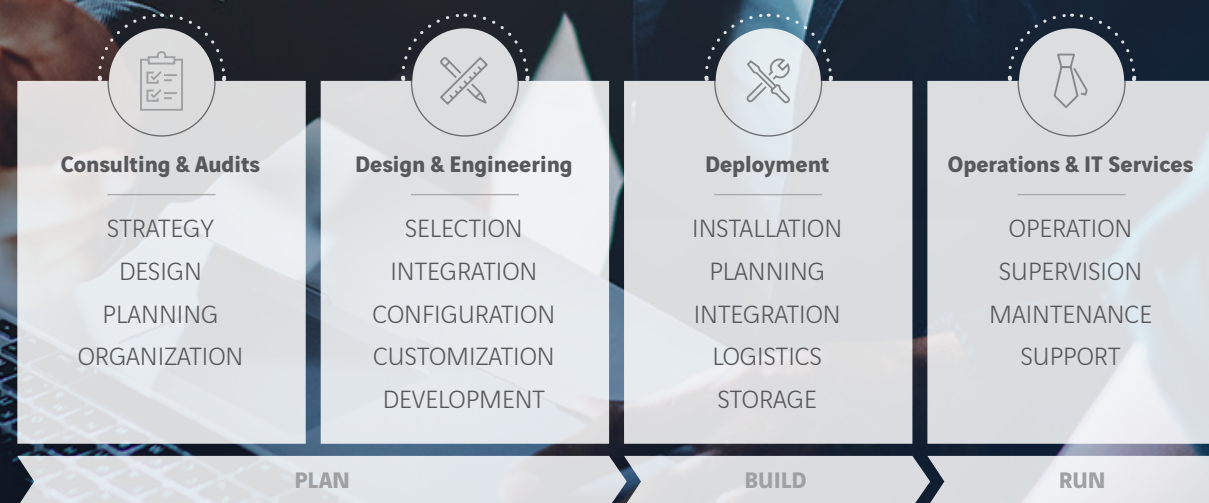 Consulting & Audits
STRATEGY
DESIGN
PLANNING
ORGANIZATION
Design & Engineering
SELECTION
INTEGRATION
CONFIGURATION
CUSTOMIZATION
DEVELOPMENT
Deployment
INSTALLATION
PLANNING
INTEGRATION
LOGISTICS
STORAGE
Operations & IT Services
OPERATION
SUPERVISION
MAINTENANCE
SUPPORT
PLAN
BUILD
RUN